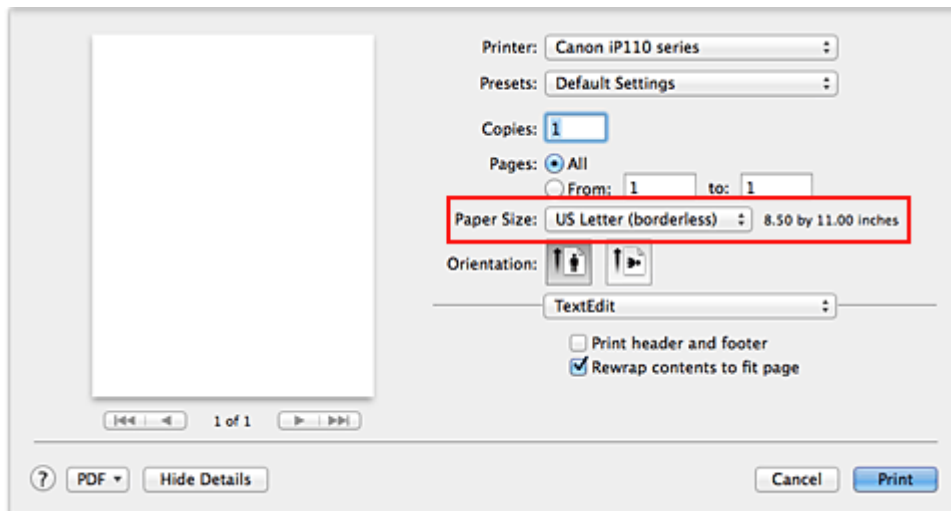 Printer: Canon iP110 series
Presets: Default Settings
Copies: 1
Pages: All
From: 1 to: 1
Paper Size: US Letter (borderless) 8.50 by 11.00 inches
Orientation:
TextEdit
Print header and footer
Rewrap contents to fit page
1 of 1
? PDF Hide Details Cancel Print